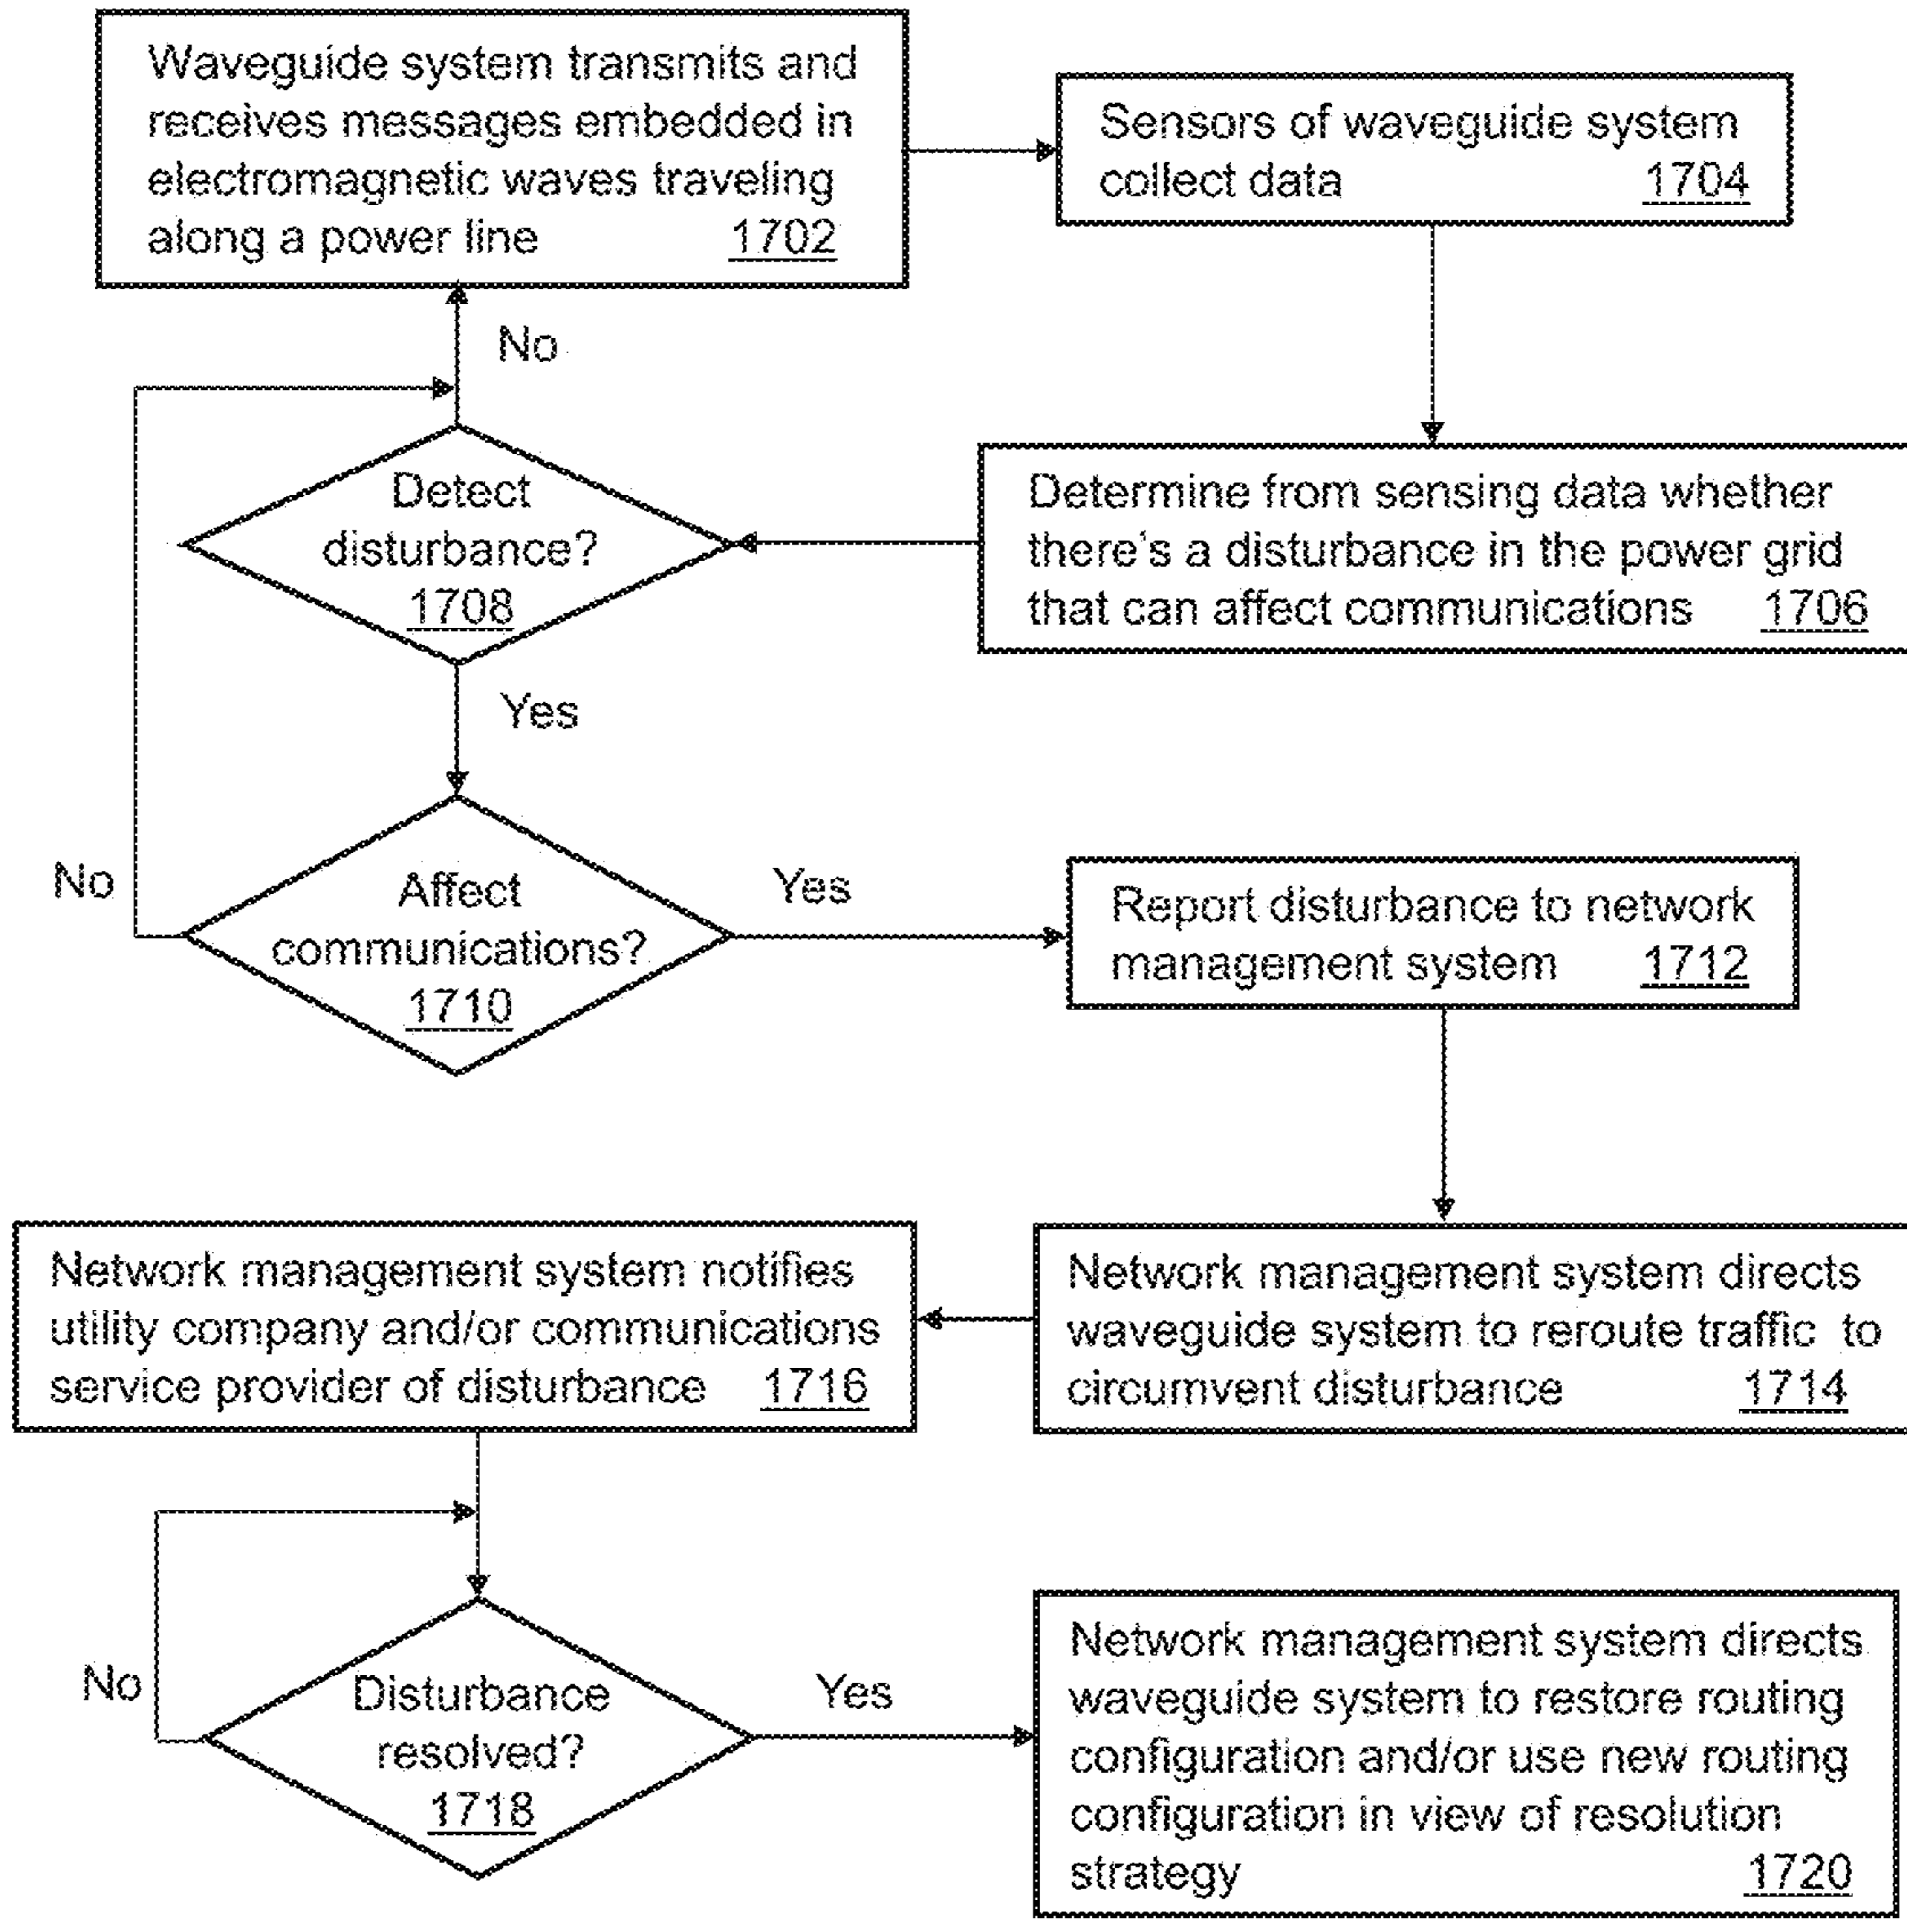 Waveguide system transmits and
receives messages embedded in
electromagnetic waves traveling
along a power line 1702
Sensors of waveguide system
collect data 1704
No
Detect
disturbance?
1708
Determine from sensing data whether
there's a disturbance in the power grid
that can affect communications 1706
Yes
No
Affect
communications?
1710
Yes
Report disturbance to network
management system 1712
Network management system directs
waveguide system to reroute traffic to
circumvent disturbance 1714
Network management system notifies
utility company and/or communications
service provider of disturbance 1716
No
Disturbance
resolved?
1718
Yes
Network management system directs
waveguide system to restore routing
configuration and/or use new routing
configuration in view of resolution
strategy 1720